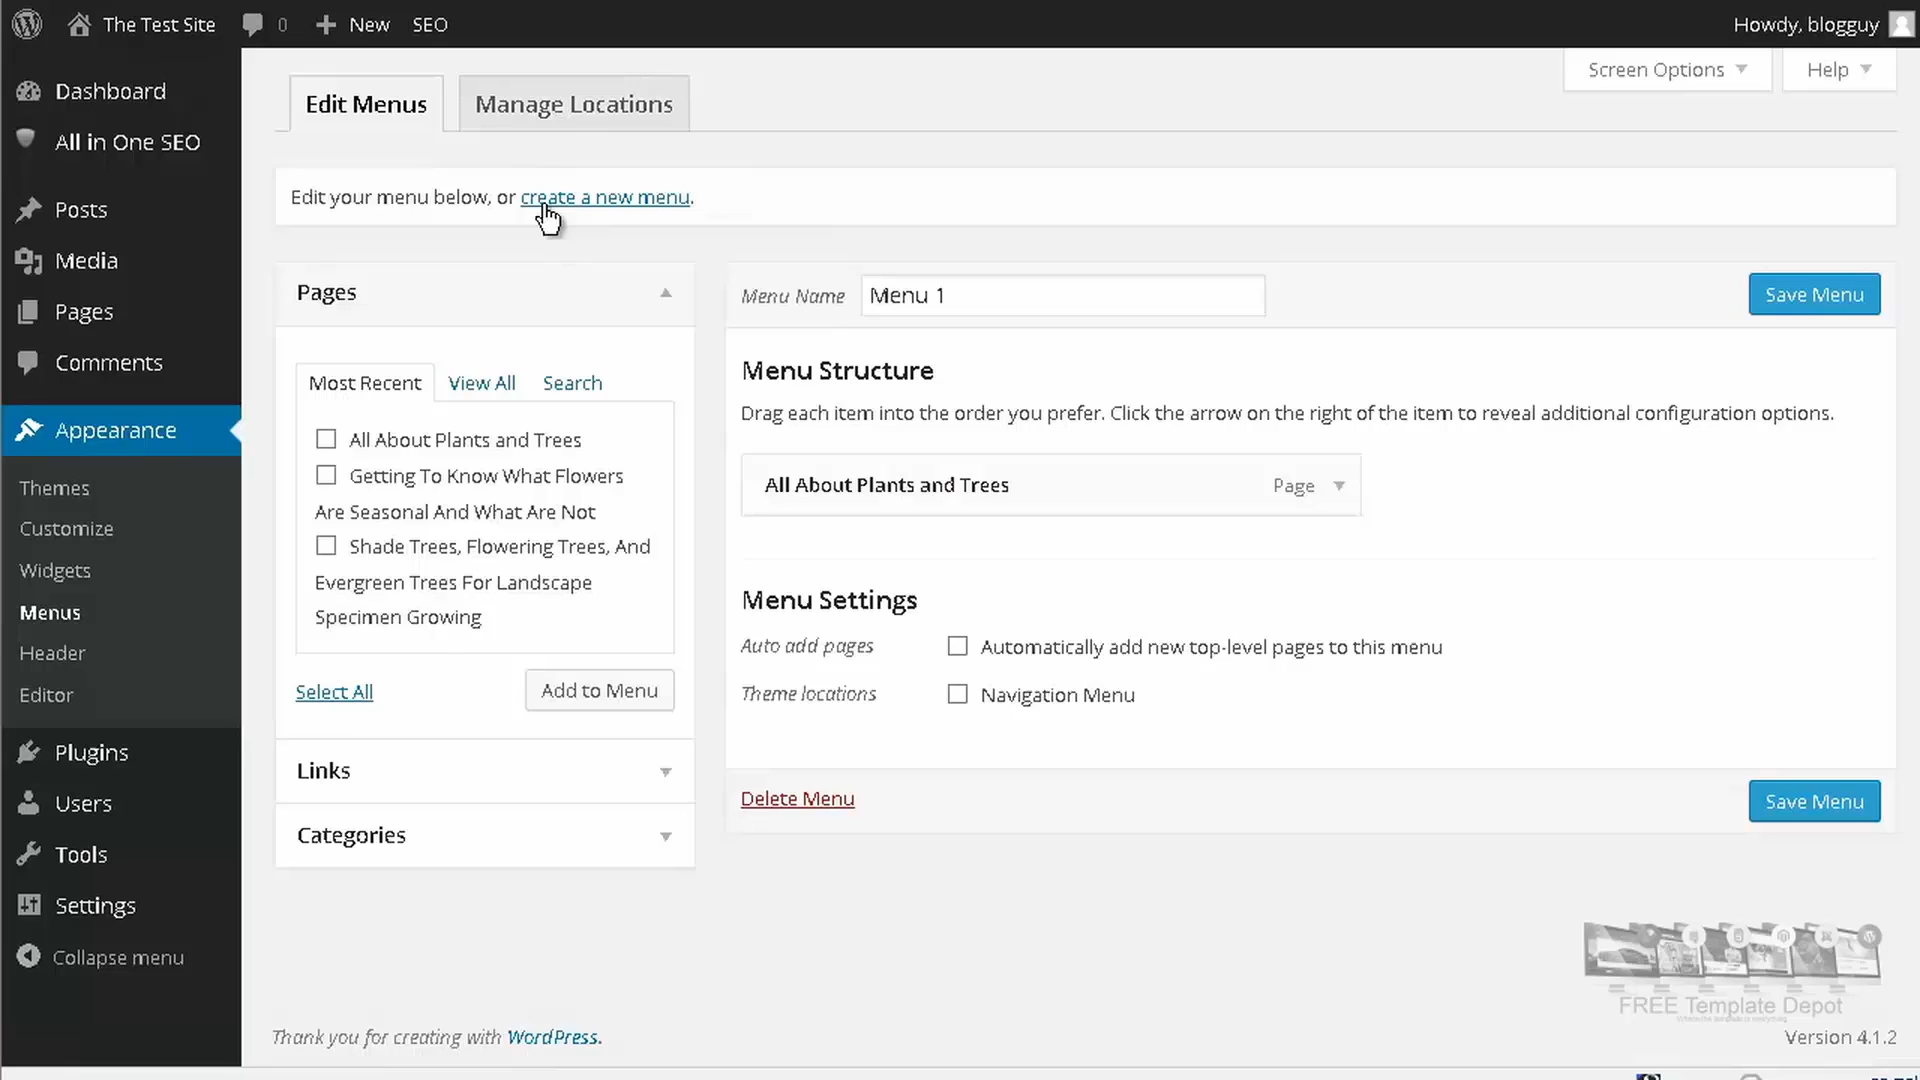 The Test Site 0 New SEO Howdy, blogguy
Screen Options Help
Dashboard
All in One SEO
Posts
Media
Pages
Comments
Appearance
Themes
Customize
Widgets
Menus
Header
Editor
Plugins
Users
Tools
Settings
Collapse menu
Edit Menus Manage Locations
Edit your menu below, or create a new menu.
Pages
Most Recent View All Search
All About Plants and Trees
Getting To Know What Flowers
Are Seasonal And What Are Not
Shade Trees, Flowering Trees, And
Evergreen Trees For Landscape
Specimen Growing
Select All Add to Menu
Links
Categories
Menu Name Menu 1 Save Menu
Menu Structure
Drag each item into the order you prefer. Click the arrow on the right of the item to reveal additional configuration options.
All About Plants and Trees Page
Menu Settings
Auto add pages Automatically add new top-level pages to this menu
Theme locations Navigation Menu
Delete Menu Save Menu
FREE Template Depot
Thank you for creating with WordPress. Version 4.1.2